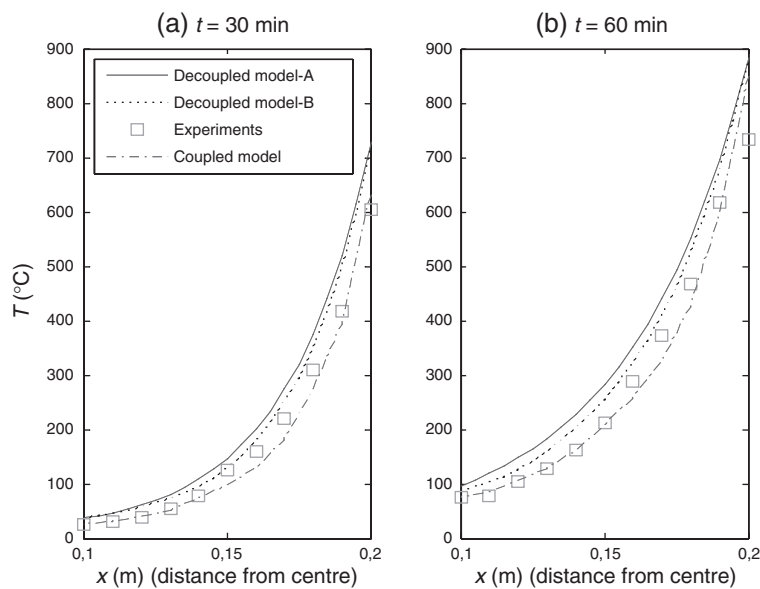 (a) t = 30 min
900
800
700
600
500
400
300
200
100
0
T (°C)
Decoupled model-A
Decoupled model-B
Experiments
Coupled model
0,1
0,15
0,2
x (m) (distance from centre)
(b) t = 60 min
900
800
700
600
500
400
300
200
100
0
0,1
0,15
0,2
x (m) (distance from centre)